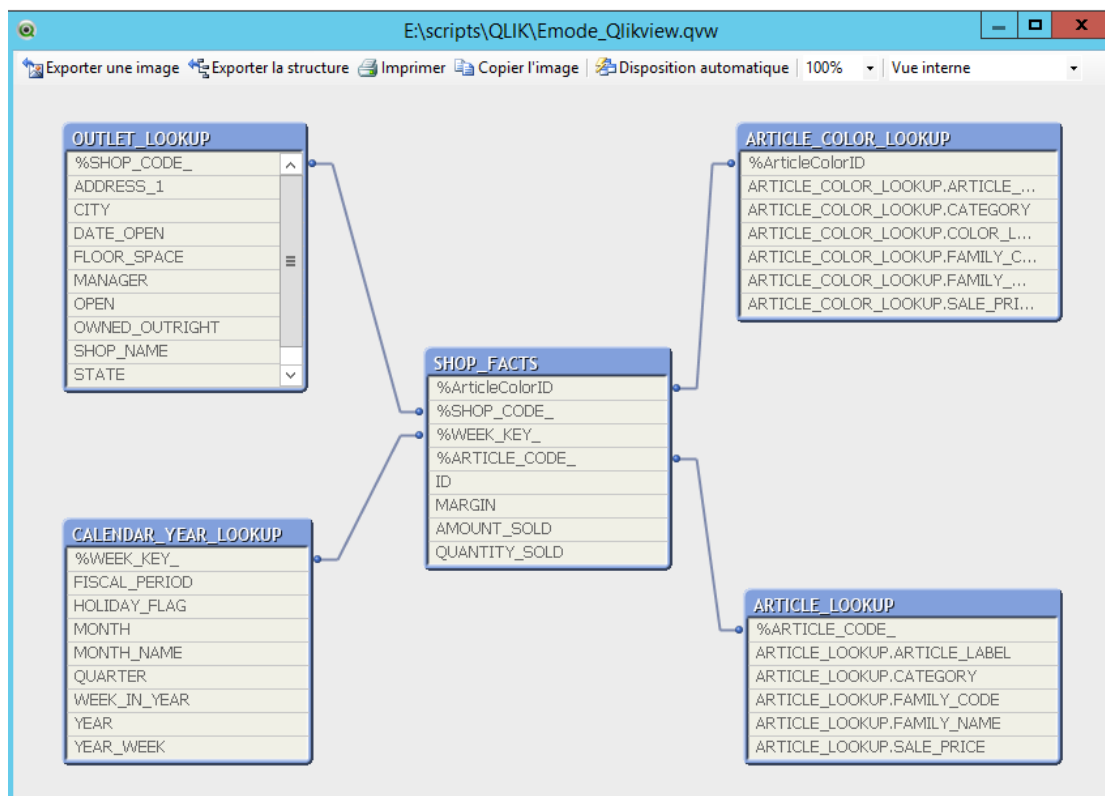 E:\scripts\QLIK\Emode_Qlikview.qvw
Exporter une image Exporter la structure Imprimer Copier l'image Disposition automatique 100% Vue interne
OUTLET_LOOKUP
%SHOP_CODE_
ADDRESS_1
CITY
DATE_OPEN
FLOOR_SPACE
MANAGER
OPEN
OWNED_OUTRIGHT
SHOP_NAME
STATE
ARTICLE_COLOR_LOOKUP
%ArticleColorID
ARTICLE_COLOR_LOOKUP.ARTICLE_...
ARTICLE_COLOR_LOOKUP.CATEGORY
ARTICLE_COLOR_LOOKUP.COLOR_L...
ARTICLE_COLOR_LOOKUP.FAMILY_C...
ARTICLE_COLOR_LOOKUP.FAMILY_...
ARTICLE_COLOR_LOOKUP.SALE_PRI...
SHOP_FACTS
%ArticleColorID
%SHOP_CODE_
%WEEK_KEY_
%ARTICLE_CODE_
ID
MARGIN
AMOUNT_SOLD
QUANTITY_SOLD
CALENDAR_YEAR_LOOKUP
%WEEK_KEY_
FISCAL_PERIOD
HOLIDAY_FLAG
MONTH
MONTH_NAME
QUARTER
WEEK_IN_YEAR
YEAR
YEAR_WEEK
ARTICLE_LOOKUP
%ARTICLE_CODE_
ARTICLE_LOOKUP.ARTICLE_LABEL
ARTICLE_LOOKUP.CATEGORY
ARTICLE_LOOKUP.FAMILY_CODE
ARTICLE_LOOKUP.FAMILY_NAME
ARTICLE_LOOKUP.SALE_PRICE